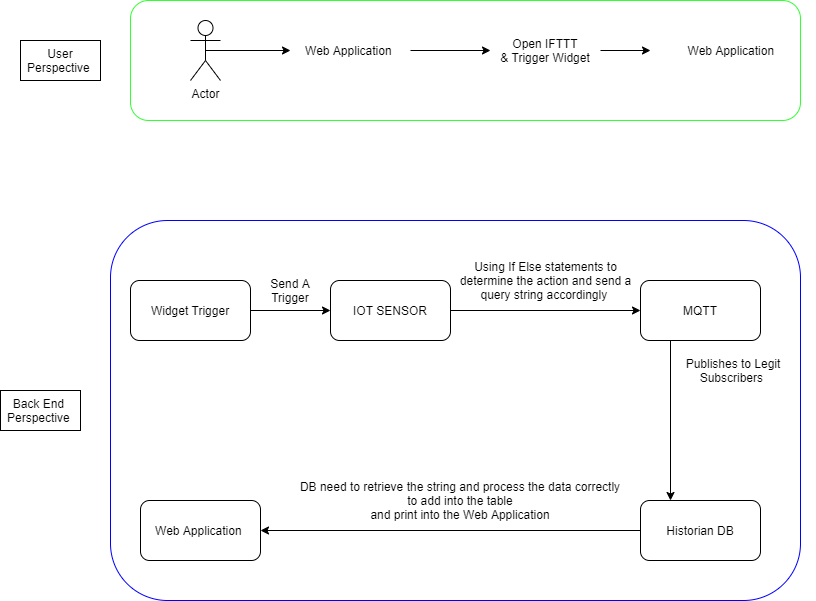 User
Perspective
Actor
Web Application
Open IFTTT
& Trigger Widget
Web Application
Back End
Perspective
Widget Trigger
Send A
Trigger
IOT SENSOR
Using If Else statements to
determine the action and send a
query string accordingly
MQTT
Publishes to Legit
Subscribers
Historian DB
DB need to retrieve the string and process the data correctly
to add into the table
and print into the Web Application
Web Application